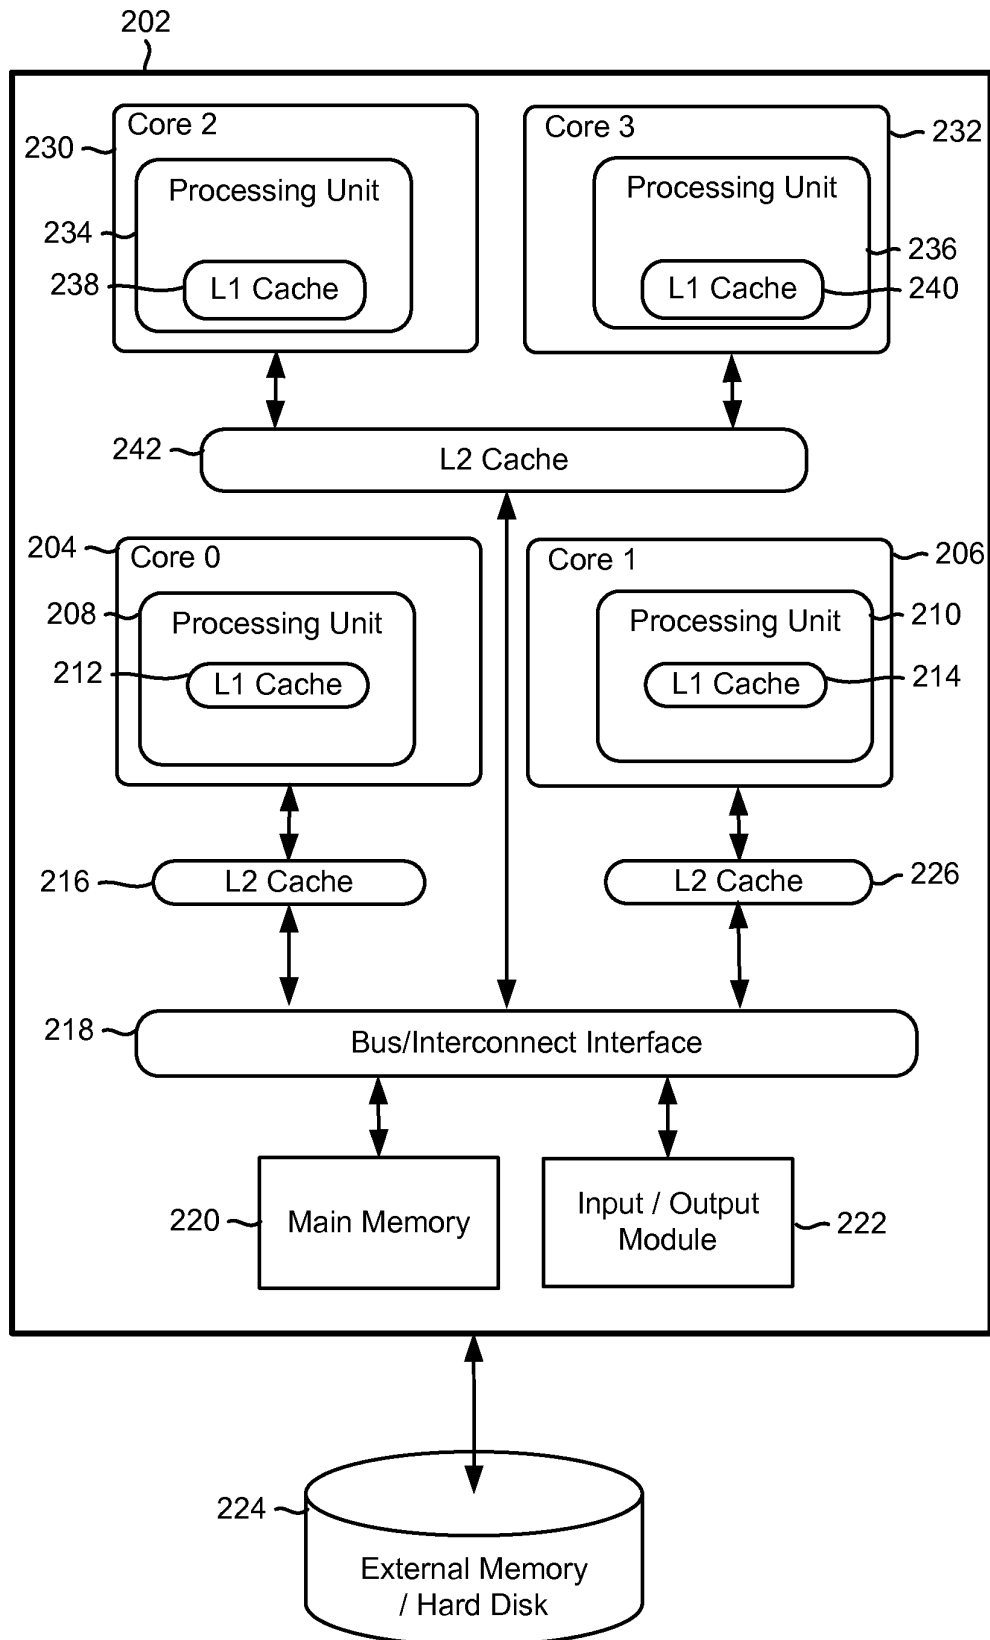 202
Core 2
Core 3
230
232
Processing Unit
Processing Unit
234
236
238
L1 Cache
L1 Cache
240
242
L2 Cache
204
Core 0
Core 1
206
208
Processing Unit
Processing Unit
210
212
L1 Cache
L1 Cache
214
216
L2 Cache
L2 Cache
226
218
Bus/Interconnect Interface
220
Main Memory
Input / Output
Module
222
224
External Memory
/ Hard Disk